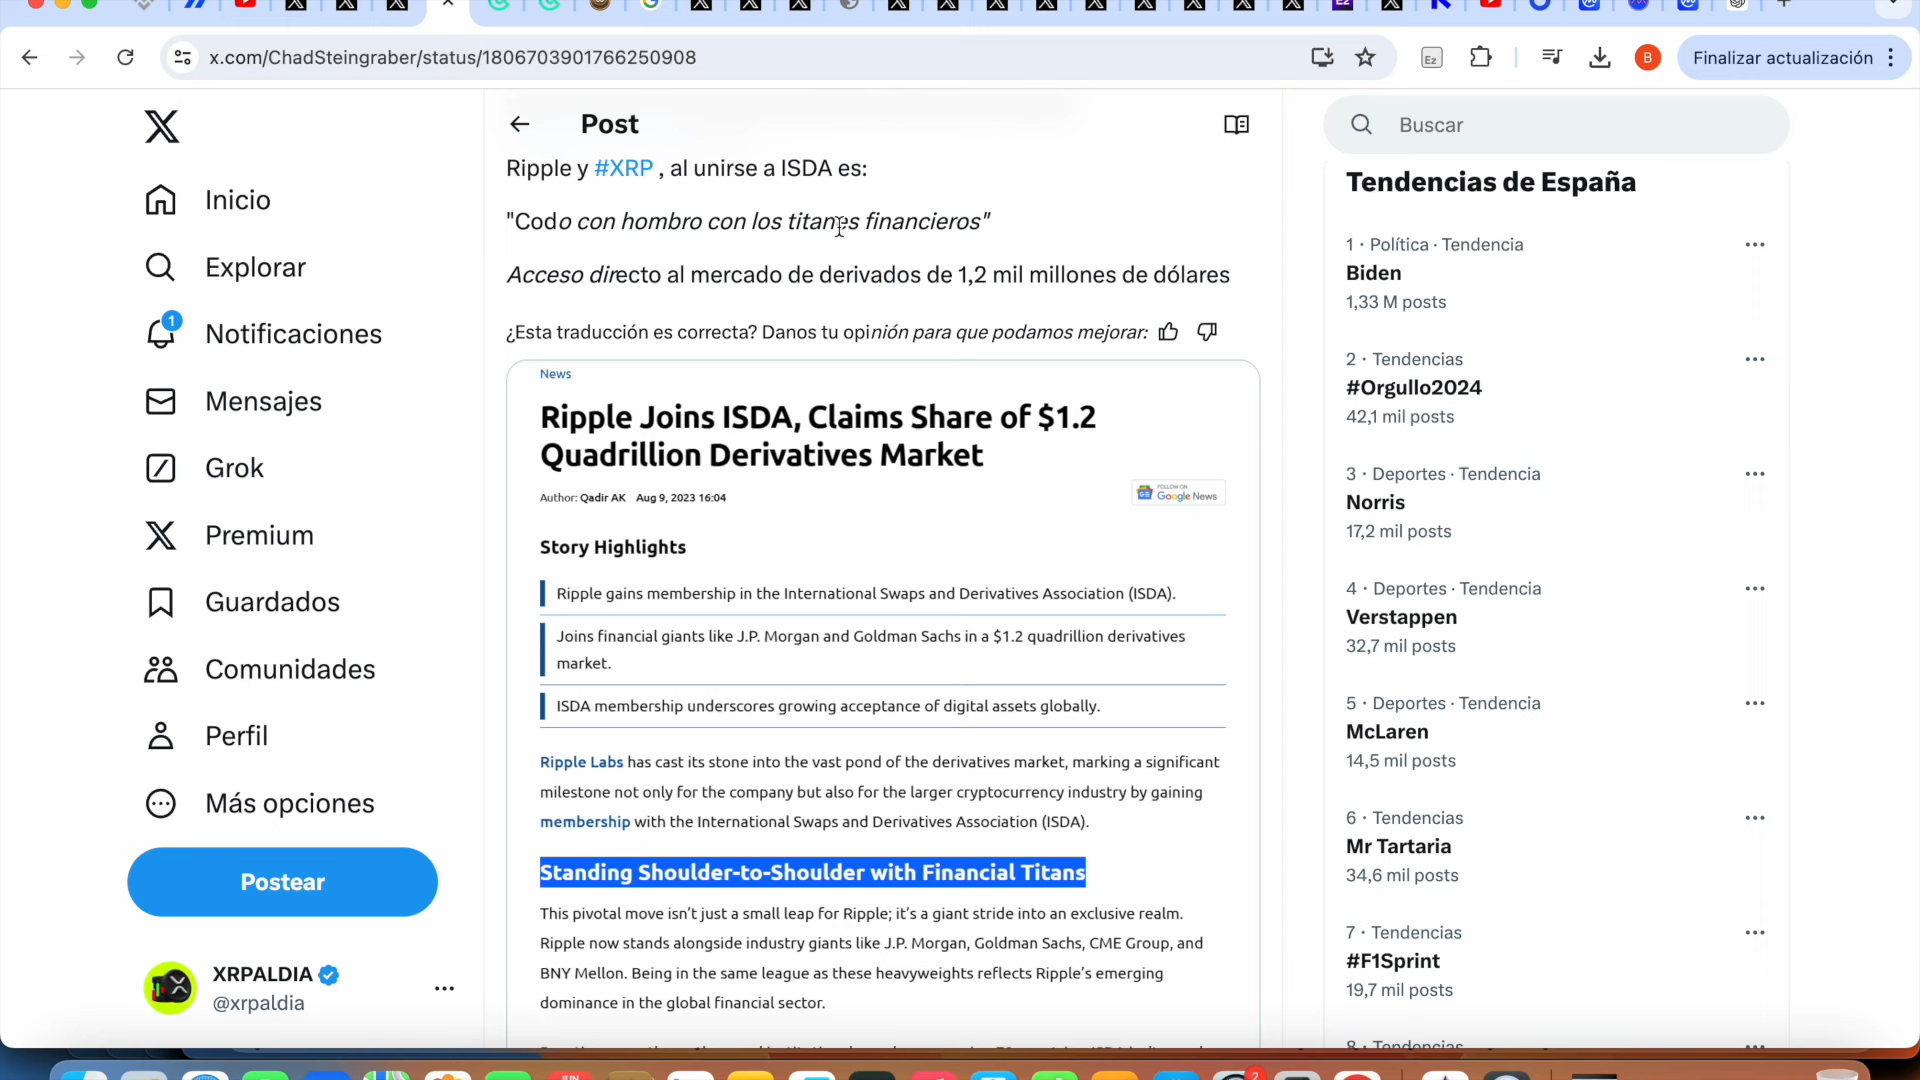 x.com/ChadSteingraber/status/1806703901766250908
Ez
B
Finalizar actualización
Inicio
Explorar
1
Notificaciones
Mensajes
Grok
Premium
Guardados
Comunidades
Perfil
Más opciones
Postear
XRPALDIA
@xrpaldia
Post
Ripple y #XRP , al unirse a ISDA es:
"Codo con hombro con los titanes financieros"
Acceso directo al mercado de derivados de 1,2 mil millones de dólares
¿Esta traducción es correcta? Danos tu opinión para que podamos mejorar:
News
Ripple Joins ISDA, Claims Share of $1.2
Quadrillion Derivatives Market
Author: Qadir AK Aug 9, 2023 16:04
FOLLOW ON
Google News
Story Highlights
Ripple gains membership in the International Swaps and Derivatives Association (ISDA).
Joins financial giants like J.P. Morgan and Goldman Sachs in a $1.2 quadrillion derivatives
market.
ISDA membership underscores growing acceptance of digital assets globally.
Ripple Labs has cast its stone into the vast pond of the derivatives market, marking a significant
milestone not only for the company but also for the larger cryptocurrency industry by gaining
membership with the International Swaps and Derivatives Association (ISDA).
Standing Shoulder-to-Shoulder with Financial Titans
This pivotal move isn't just a small leap for Ripple; it's a giant stride into an exclusive realm.
Ripple now stands alongside industry giants like J.P. Morgan, Goldman Sachs, CME Group, and
BNY Mellon. Being in the same league as these heavyweights reflects Ripple's emerging
dominance in the global financial sector.
Buscar
Tendencias de España
1 · Política · Tendencia
Biden
1,33 M posts
2 · Tendencias
#Orgullo2024
42,1 mil posts
3 · Deportes · Tendencia
Norris
17,2 mil posts
4 · Deportes · Tendencia
Verstappen
32,7 mil posts
5 · Deportes · Tendencia
McLaren
14,5 mil posts
6 · Tendencias
Mr Tartaria
34,6 mil posts
7 · Tendencias
#F1Sprint
19,7 mil posts
8 · Tendencias
JUN
2